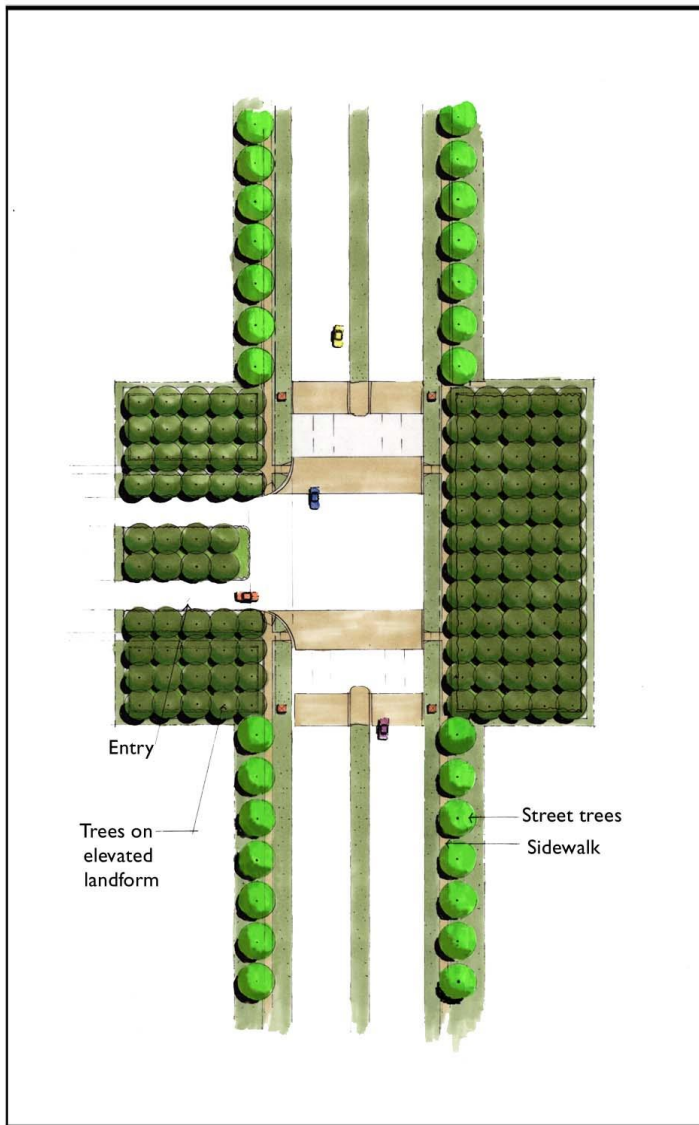 Entry
Trees on
elevated
landform
Street trees
Sidewalk